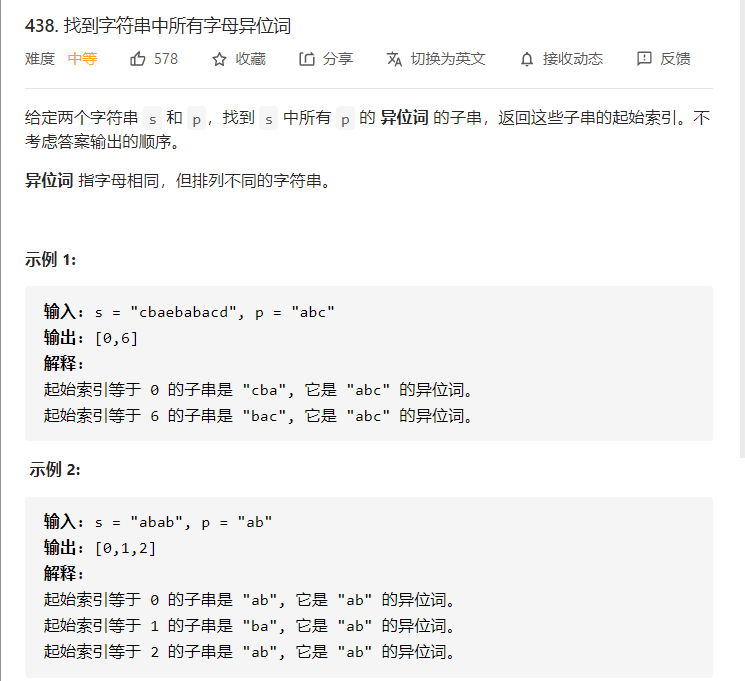 438. 找到字符串中所有字母异位词
难度 中等 578 收藏 分享 切换为英文 接收动态 反馈
给定两个字符串 s 和 p，找到 s 中所有 p 的 异位词 的子串，返回这些子串的起始索引。不
考虑答案输出的顺序。
异位词 指字母相同，但排列不同的字符串。
示例 1:
输入: s = "cbaebabacd", p = "abc"
输出: [0,6]
解释:
起始索引等于 0 的子串是 "cba", 它是 "abc" 的异位词。
起始索引等于 6 的子串是 "bac", 它是 "abc" 的异位词。
示例 2:
输入: s = "abab", p = "ab"
输出: [0,1,2]
解释:
起始索引等于 0 的子串是 "ab", 它是 "ab" 的异位词。
起始索引等于 1 的子串是 "ba", 它是 "ab" 的异位词。
起始索引等于 2 的子串是 "ab", 它是 "ab" 的异位词。